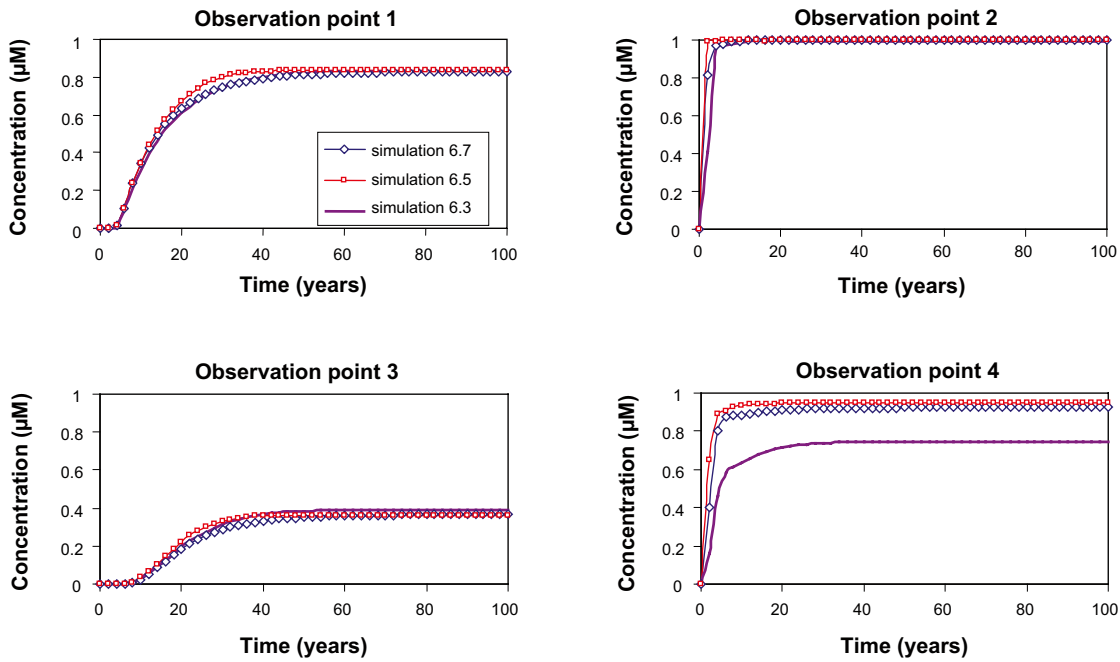 Observation point 1
Concentration (µM)
1
0.8
0.6
0.4
0.2
0
0 20 40 60 80 100
Time (years)
simulation 6.7
simulation 6.5
simulation 6.3
Observation point 2
Concentration (µM)
1
0.8
0.6
0.4
0.2
0
0 20 40 60 80 100
Time (years)
Observation point 3
Concentration (µM)
1
0.8
0.6
0.4
0.2
0
0 20 40 60 80 100
Time (years)
Observation point 4
Concentration (µM)
1
0.8
0.6
0.4
0.2
0
0 20 40 60 80 100
Time (years)